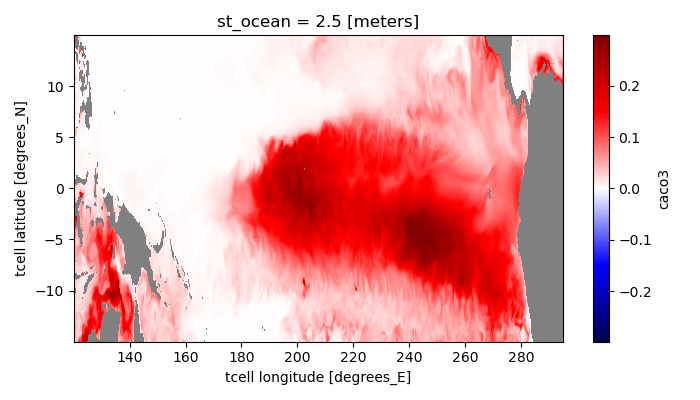 st_ocean = 2.5 [meters]
10
5
0
−5
−10
tcell latitude [degrees_N]
140 160 180 200 220 240 260 280
tcell longitude [degrees_E]
0.2
0.1
0.0
−0.1
−0.2
caco3